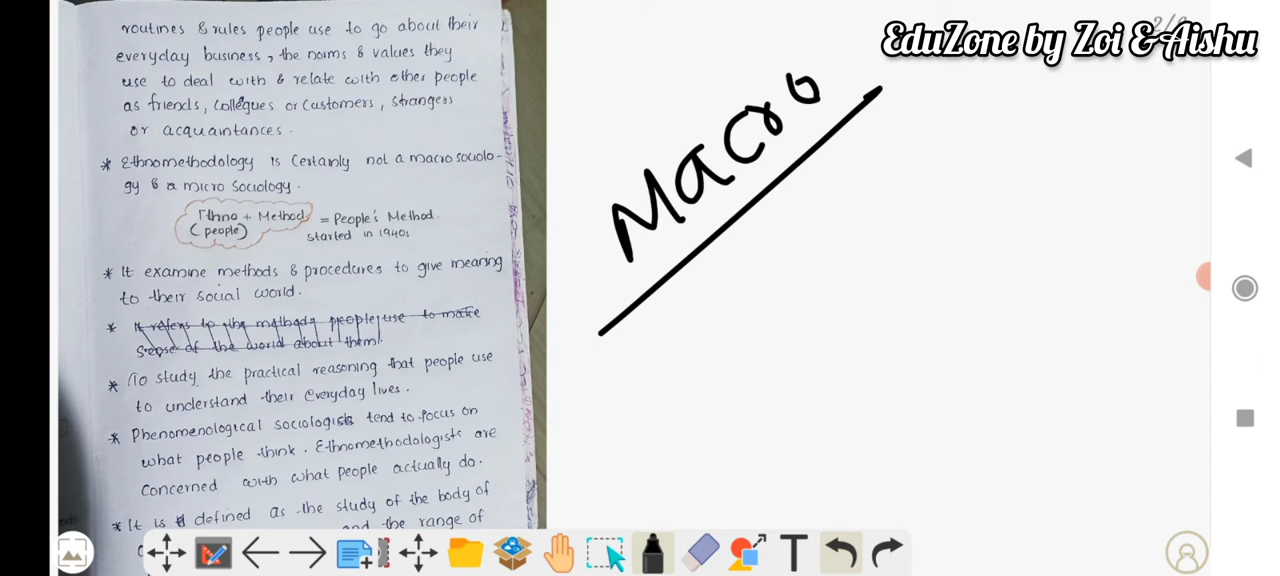 routines & rules people use to go about their
everyday business, the norms & values they
use to deal with & relate with other people
as friends, collegues or customers, strangers
or acquaintances.
* Ethnomethodology is certainly not a macro sociolo-
gy & a micro sociology.
Ethno + Method = People's Method
(people) started in 1940s
* It examine methods & procedures to give meaning
to their social world.
* It refers to the methods people use to make
sense of the world about them.
* To study the practical reasoning that people use
to understand their everyday lives.
* Phenomenological sociologists tend to focus on
what people think. Ethnomethodologists are
concerned with what people actually do.
* It is defined as the study of the body of
and the range of
Macro
EduZone by Zoi & Aishu
T